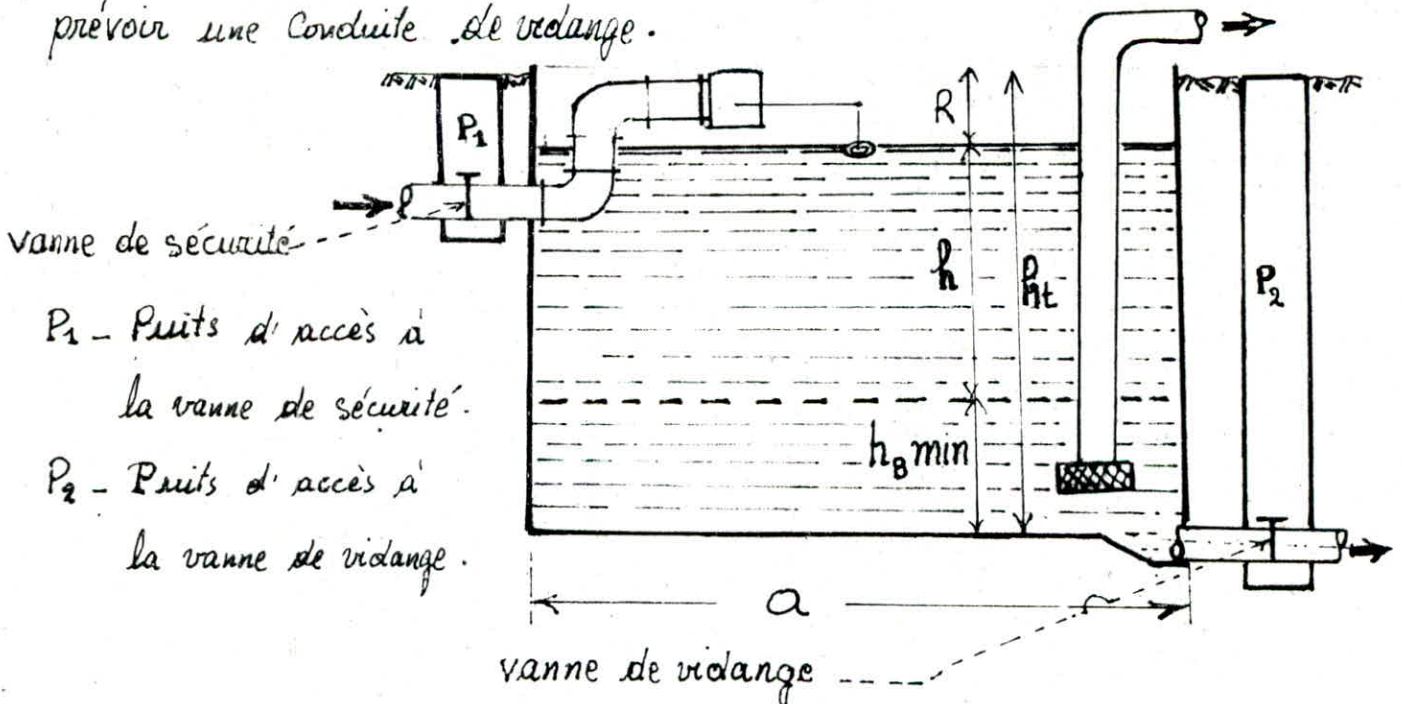 prévoir une Conduite de vidange.
P₁
R
vanne de sécurité
h
ht
P₂
P₁ - Puits d'accès à
la vanne de sécurité.
hB min
P₂ - Puits d'accès à
la vanne de vidange.
a
vanne de vidange